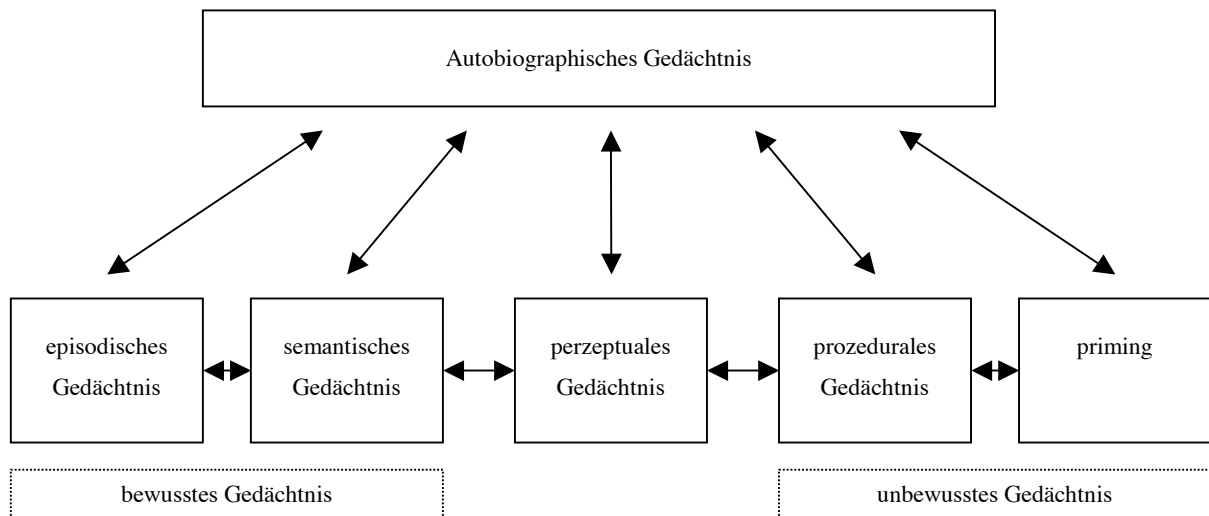 Autobiographisches Gedächtnis
episodisches
Gedächtnis
semantisches
Gedächtnis
perzeptuales
Gedächtnis
prozedurales
Gedächtnis
priming
bewusstes Gedächtnis
unbewusstes Gedächtnis